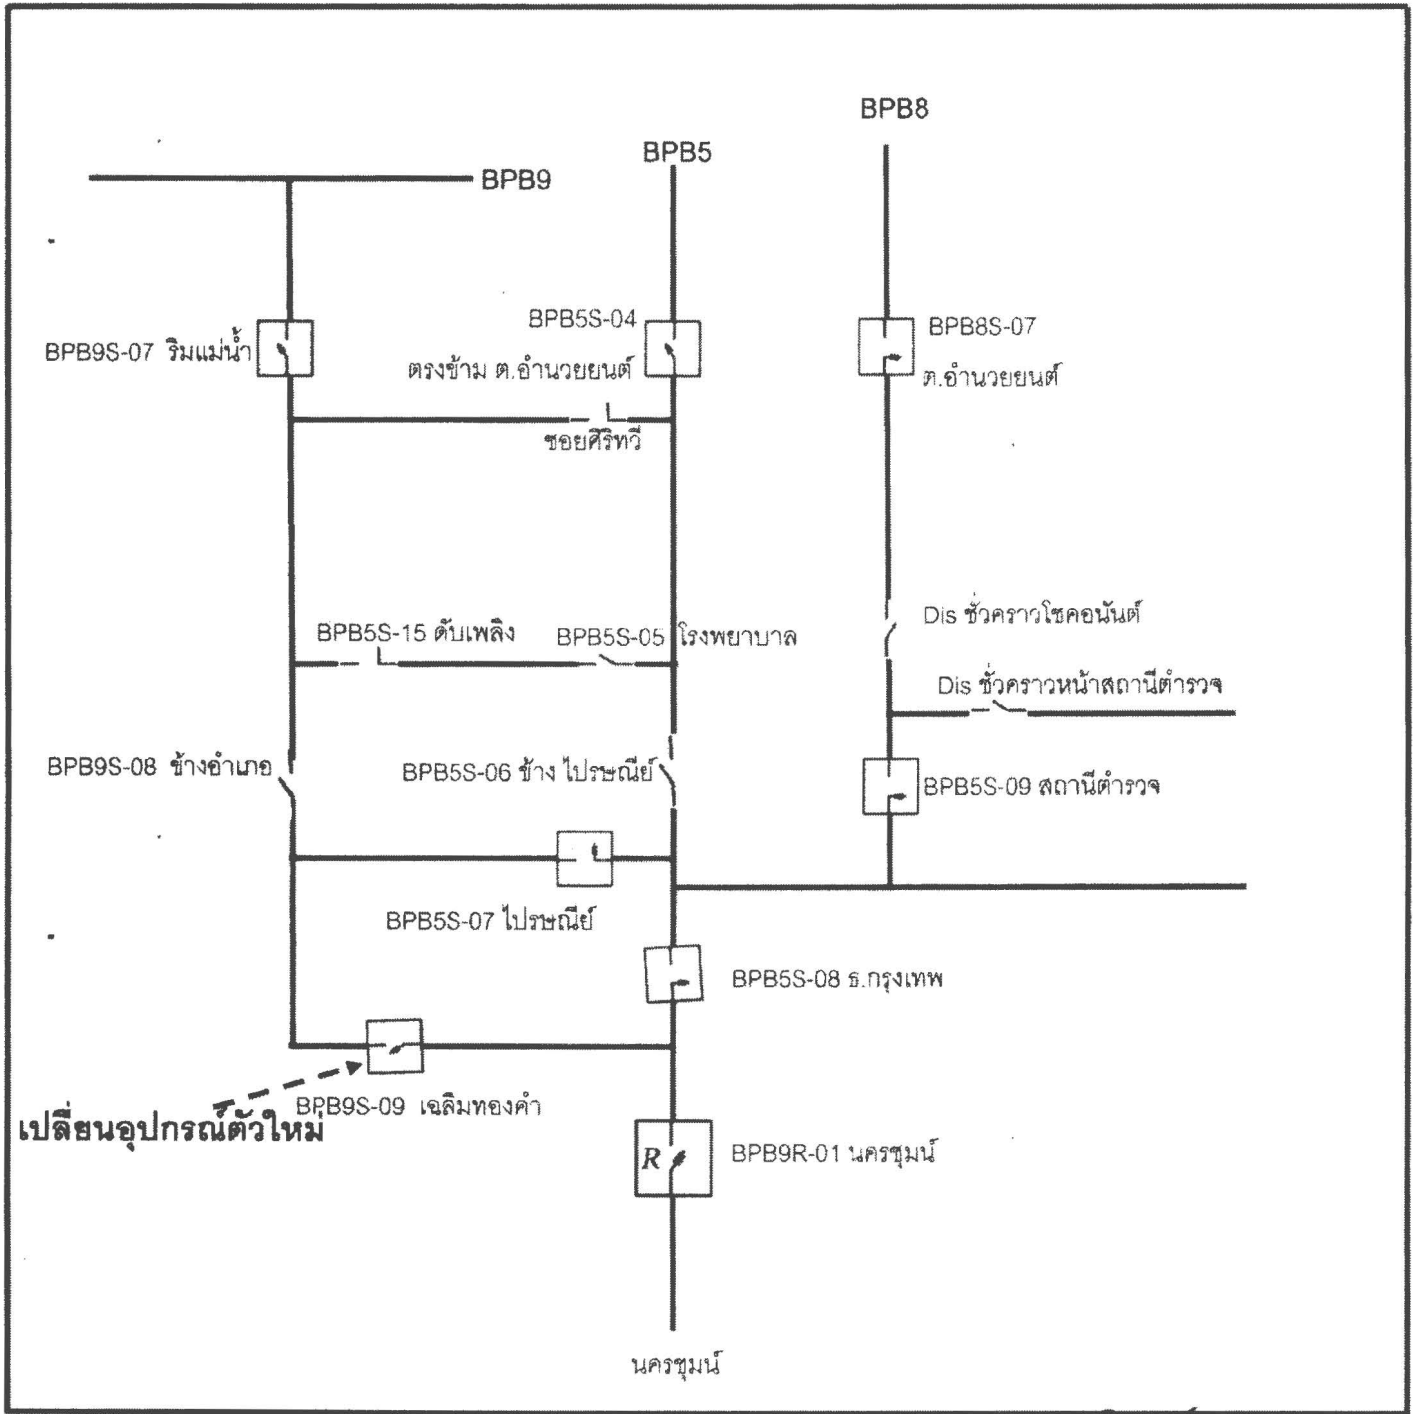 BPB8
BPB5
BPB9
BPB5S-04
BPB8S-07
BPB9S-07 ริมแม่น้ำ
ตรงข้าม ต.อำนวยยนต์
ต.อำนวยยนต์
ซอยศิริทวี
Dis ชั่วคราวโชคอนันต์
BPB5S-15 ดับเพลิง
BPB5S-05 โรงพยาบาล
Dis ชั่วคราวหน้าสถานีตำรวจ
BPB9S-08 ข้างอำเภอ
BPB5S-06 ข้าง ไปรษณีย์
BPB5S-09 สถานีตำรวจ
BPB5S-07 ไปรษณีย์
BPB5S-08 ธ.กรุงเทพ
BPB9S-09 เฉลิมทองคำ
เปลี่ยนอุปกรณ์ตัวใหม่
R
BPB9R-01 นครชุมน์
นครชุมน์